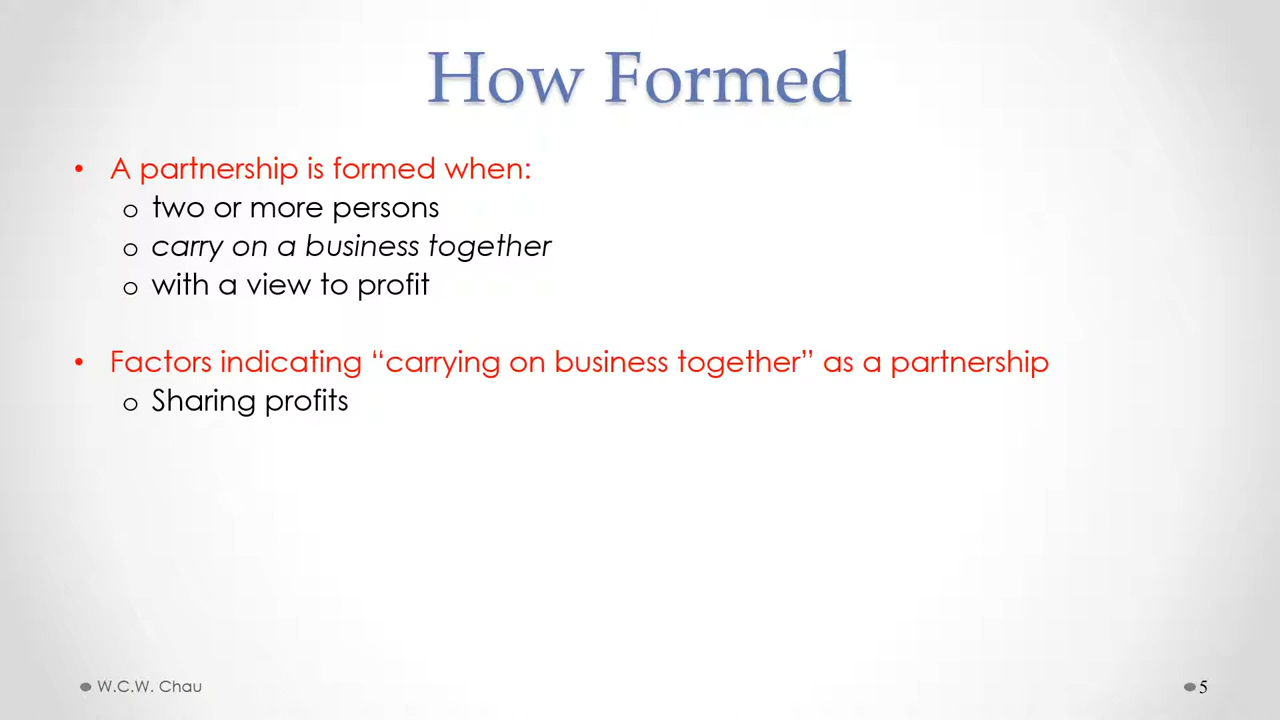 How Formed
• A partnership is formed when:
o two or more persons
o carry on a business together
o with a view to profit
• Factors indicating “carrying on business together” as a partnership
o Sharing profits
W.C.W. Chau
5